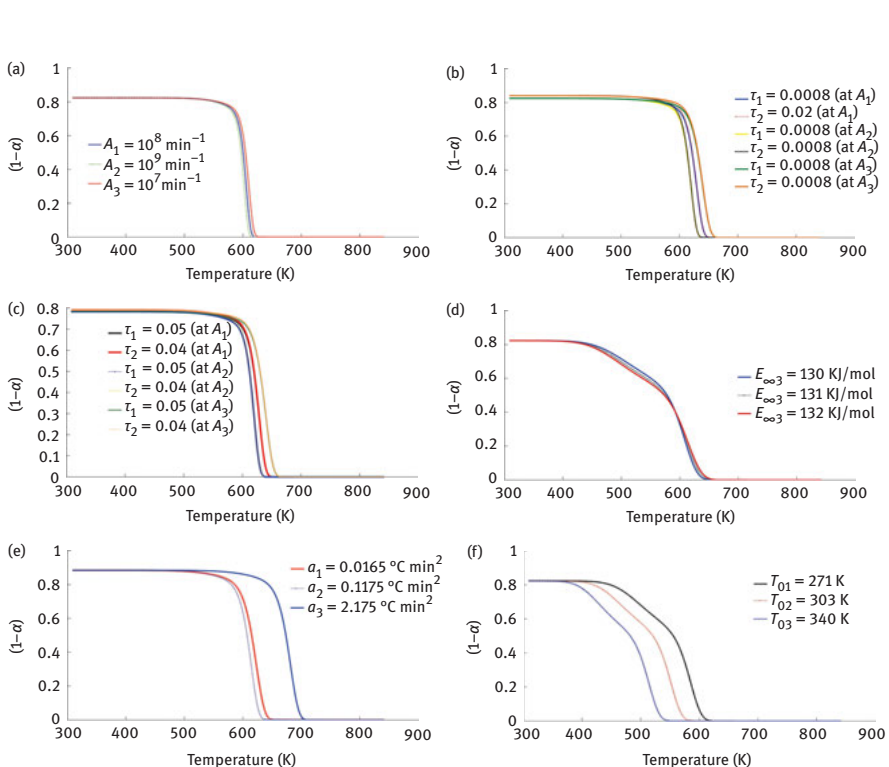 (a)
1
0.8
0.6
0.4
0.2
0
(1–α)
A1 = 10^8 min−1
A2 = 10^9 min−1
A3 = 10^7 min−1
300 400 500 600 700 800 900
Temperature (K)
(b)
1
0.8
0.6
0.4
0.2
0
(1–α)
τ1 = 0.0008 (at A1)
τ2 = 0.02 (at A1)
τ1 = 0.0008 (at A2)
τ2 = 0.0008 (at A2)
τ1 = 0.0008 (at A3)
τ2 = 0.0008 (at A3)
300 400 500 600 700 800 900
Temperature (K)
(c)
0.8
0.7
0.6
0.5
0.4
0.3
0.2
0.1
0
(1–α)
τ1 = 0.05 (at A1)
τ2 = 0.04 (at A1)
τ1 = 0.05 (at A2)
τ2 = 0.04 (at A2)
τ1 = 0.05 (at A3)
τ2 = 0.04 (at A3)
300 400 500 600 700 800 900
Temperature (K)
(d)
1
0.8
0.6
0.4
0.2
0
(1–α)
E∞3 = 130 KJ/mol
E∞3 = 131 KJ/mol
E∞3 = 132 KJ/mol
300 400 500 600 700 800 900
Temperature (K)
(e)
1
0.8
0.6
0.4
0.2
0
(1–α)
a1 = 0.0165 °C min2
a2 = 0.1175 °C min2
a3 = 2.175 °C min2
300 400 500 600 700 800 900
Temperature (K)
(f)
1
0.8
0.6
0.4
0.2
0
(1–α)
T01 = 271 K
T02 = 303 K
T03 = 340 K
300 400 500 600 700 800 900
Temperature (K)